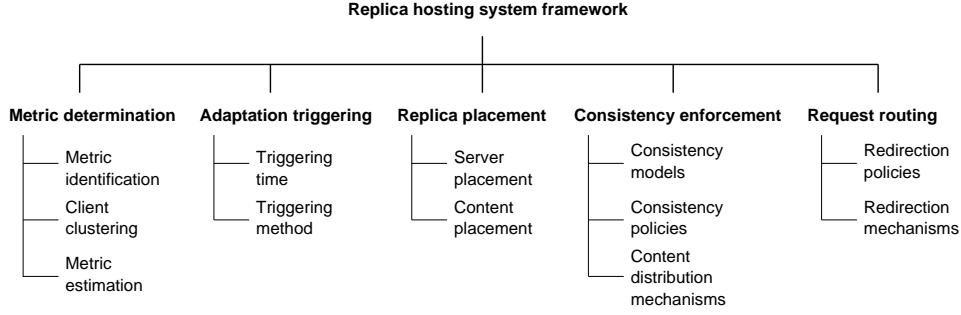 Replica hosting system framework
Metric determination
Metric
identification
Client
clustering
Metric
estimation
Adaptation triggering
Triggering
time
Triggering
method
Replica placement
Server
placement
Content
placement
Consistency enforcement
Consistency
models
Consistency
policies
Content
distribution
mechanisms
Request routing
Redirection
policies
Redirection
mechanisms